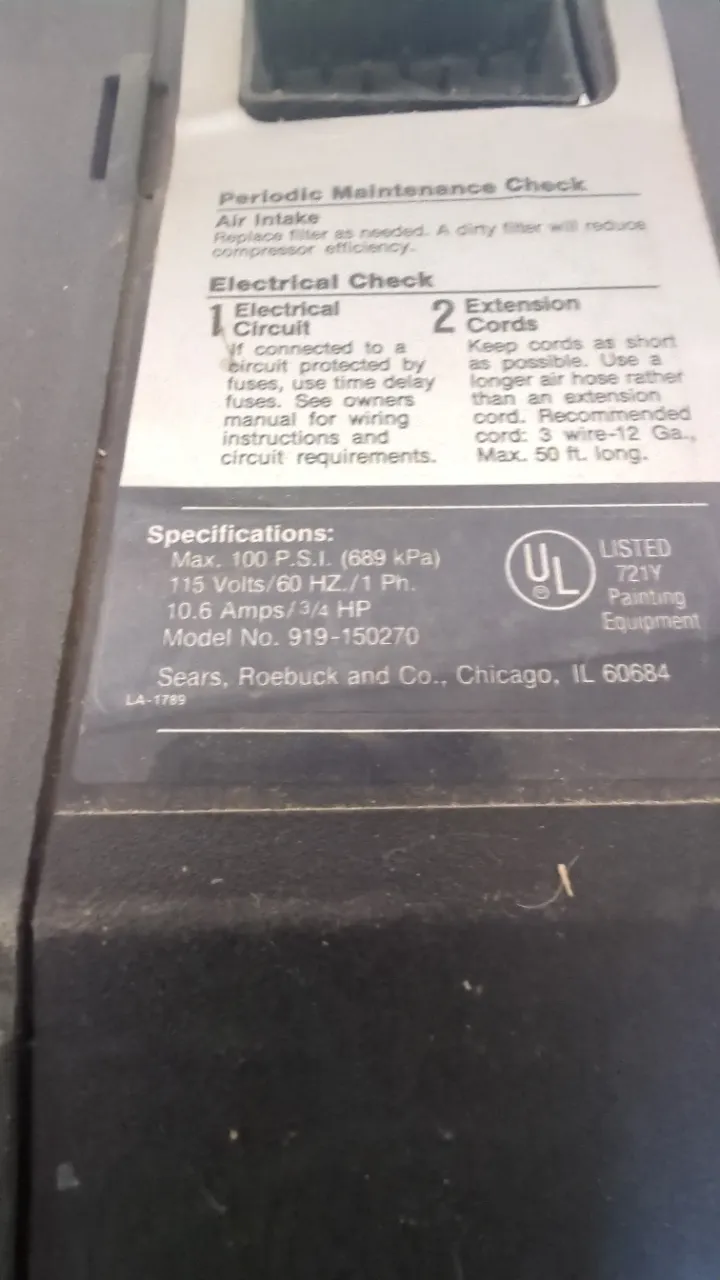 Periodic Maintenance Check
Air Intake
Replace filter as needed. A dirty filter will reduce
compressor efficiency.
Electrical Check
1 Electrical
Circuit
If connected to a
circuit protected by
fuses, use time delay
fuses. See owners
manual for wiring
instructions and
circuit requirements.
2 Extension
Cords
Keep cords as short
as possible. Use a
longer air hose rather
than an extension
cord. Recommended
cord: 3 wire-12 Ga.,
Max. 50 ft. long.
Specifications:
Max. 100 P.S.I. (689 kPa)
115 Volts/60 HZ./1 Ph.
10.6 Amps/3/4 HP
Model No. 919-150270
UL ®
LISTED
721Y
Painting
Equipment
Sears, Roebuck and Co., Chicago, IL 60684
LA-1789